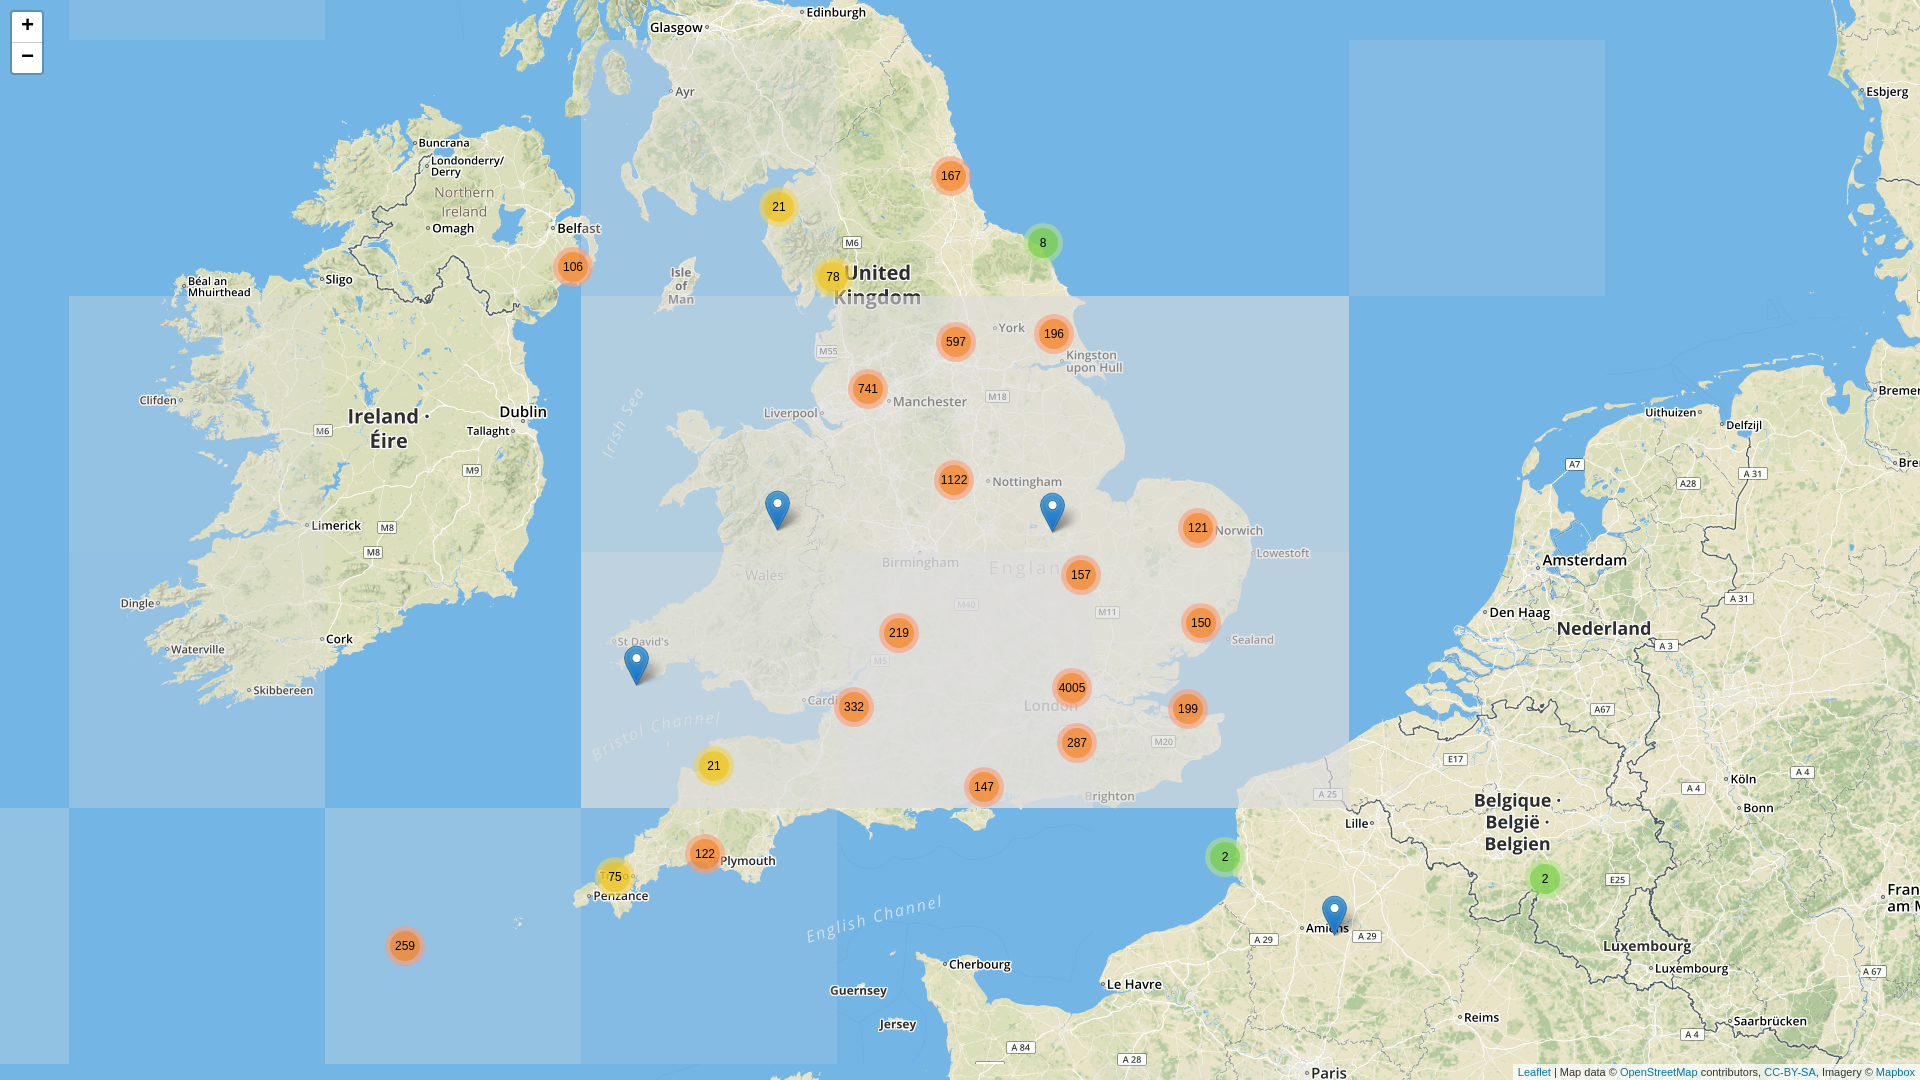 +
−
Glasgow
Edinburgh
Ayr
Esbjerg
Buncrana
Londonderry/
Derry
167
Northern
Ireland
21
Omagh
Belfast
M6
8
106
78
United
Kingdom
Isle
of
Man
Sligo
Béal an
Mhuirthead
York
196
597
M55
Kingston
upon Hull
741
Manchester
M18
Liverpool
Irish Sea
Clifden
Ireland ·
Éire
Dublin
Tallaght
M6
M9
Uithuizen
Delfzijl
Bremer
A7
A 31
A28
Bre
1122
Nottingham
Limerick
M8
M8
121
Norwich
Lowestoft
Birmingham
England
Wales
157
Amsterdam
Dingle
M40
M11
Den Haag
A 31
Nederland
A 3
150
219
Sealand
St David's
Cork
Waterville
M5
Skibbereen
4005
London
199
Cardi
332
Bristol Channel
287
M20
A67
E17
21
147
Brighton
A 25
Köln
A 4
A 4
Bonn
Belgique ·
België ·
Belgien
Lille
122
Plymouth
2
75
Penzance
2
E25
Fran
am M
English Channel
259
Amiens
A 29
A 29
Luxembourg
Luxembourg
A 67
Cherbourg
Le Havre
Guernsey
Jersey
Reims
Saarbrücken
A 4
A 84
A 28
Paris
Leaflet | Map data © OpenStreetMap contributors, CC-BY-SA, Imagery © Mapbox